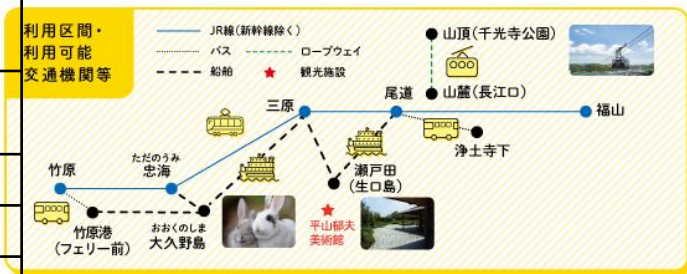 利用区間・
利用可能
交通機関等
JR線(新幹線除く)
バス
ロープウェイ
船舶
観光施設
山頂(千光寺公園)
山麓(長江口)
三原
尾道
福山
浄土寺下
瀬戸田
(生口島)
ただのうみ
忠海
竹原
竹原港
(フェリー前)
おおくのしま
大久野島
平山郁夫
美術館